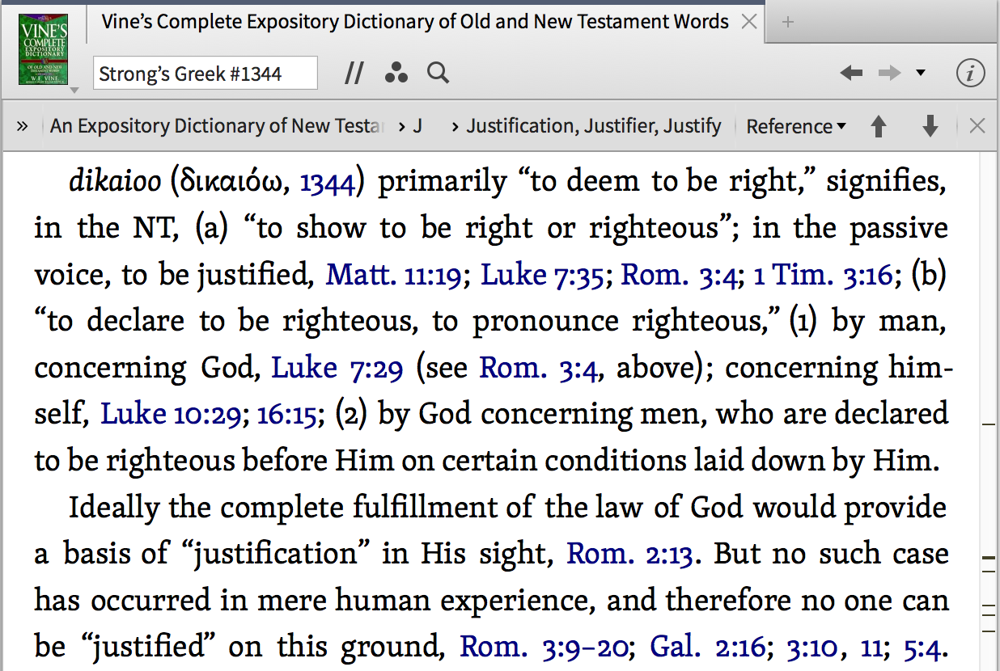 Vine’s Complete Expository Dictionary of Old and New Testament Words
VINE'S
COMPLETE
EXPOSITORY
DICTIONARY
OF OLD AND NEW
TESTAMENT WORDS
W.E. VINE
Strong’s Greek #1344
» An Expository Dictionary of New Testa › J › Justification, Justifier, Justify Reference
dikaioo (δικαιόω, 1344) primarily “to deem to be right,” signifies,
in the NT, (a) “to show to be right or righteous”; in the passive
voice, to be justified, Matt. 11:19; Luke 7:35; Rom. 3:4; 1 Tim. 3:16; (b)
“to declare to be righteous, to pronounce righteous,” (1) by man,
concerning God, Luke 7:29 (see Rom. 3:4, above); concerning him-
self, Luke 10:29; 16:15; (2) by God concerning men, who are declared
to be righteous before Him on certain conditions laid down by Him.
Ideally the complete fulfillment of the law of God would provide
a basis of “justification” in His sight, Rom. 2:13. But no such case
has occurred in mere human experience, and therefore no one can
be “justified” on this ground, Rom. 3:9–20; Gal. 2:16; 3:10, 11; 5:4.